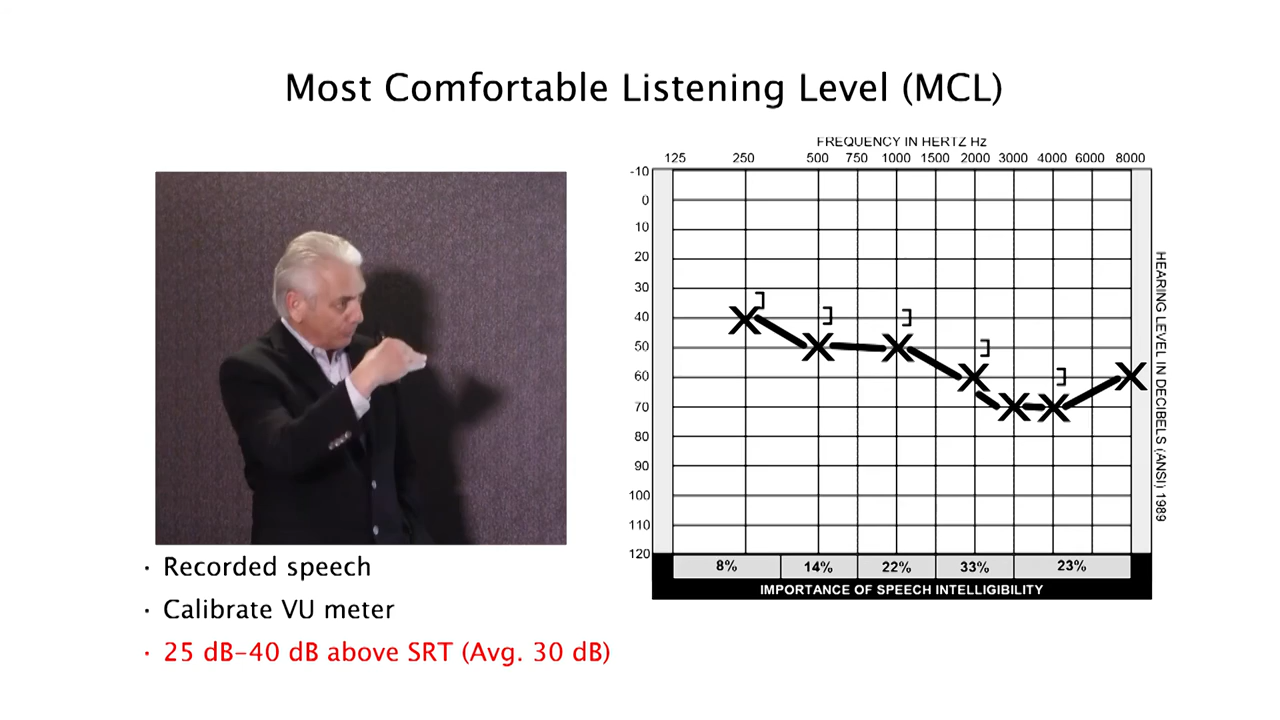 Most Comfortable Listening Level (MCL)
FREQUENCY IN HERTZ Hz
125 250 500 750 1000 1500 2000 3000 4000 6000 8000
-10
0
10
20
30
40
50
60
70
80
90
100
110
120
HEARING LEVEL IN DECIBELS (ANSI) 1989
8% 14% 22% 33% 23%
IMPORTANCE OF SPEECH INTELLIGIBILITY
· Recorded speech
· Calibrate VU meter
· 25 dB–40 dB above SRT (Avg. 30 dB)